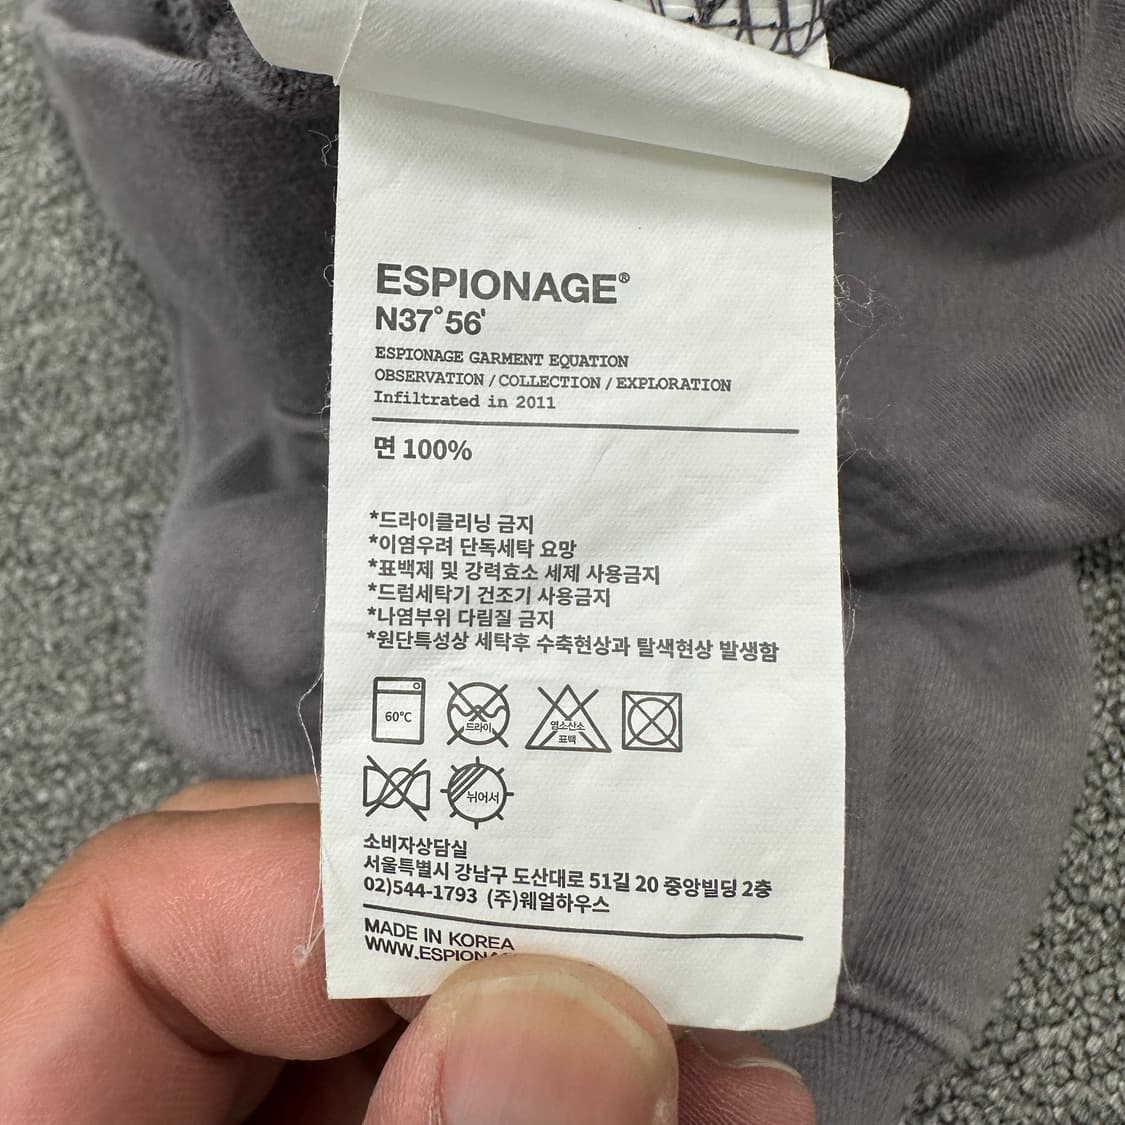 ESPIONAGE®
N37°56'
ESPIONAGE GARMENT EQUATION
OBSERVATION / COLLECTION / EXPLORATION
Infiltrated in 2011
면 100%
*드라이클리닝 금지
*이염우려 단독세탁 요망
*표백제 및 강력효소 세제 사용금지
*드럼세탁기 건조기 사용금지
*나염부위 다림질 금지
*원단특성상 세탁후 수축현상과 탈색현상 발생함
60℃ 드라이 염소산소 표백
뉘어서
소비자상담실
서울특별시 강남구 도산대로 51길 20 중앙빌딩 2층
02)544-1793 (주)웨얼하우스
MADE IN KOREA